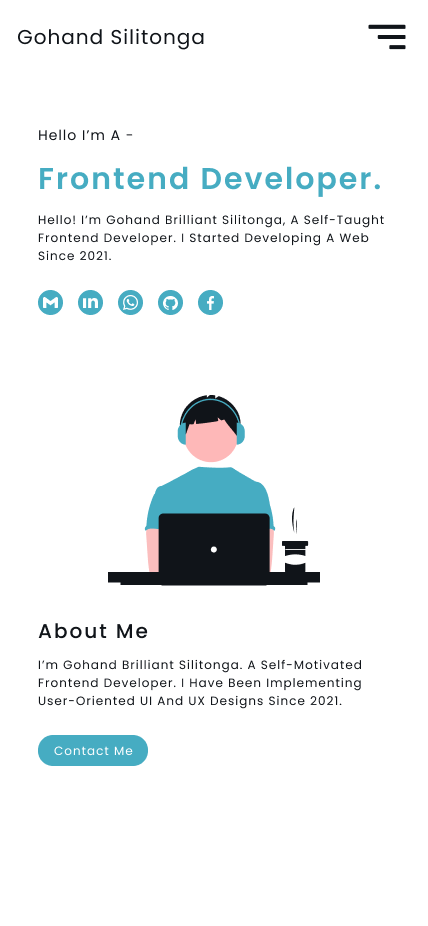 Gohand Silitonga
Hello I’m A -
Frontend Developer.
Hello! I’m Gohand Brilliant Silitonga, A Self-Taught
Frontend Developer. I Started Developing A Web
Since 2021.
About Me
I’m Gohand Brilliant Silitonga. A Self-Motivated
Frontend Developer. I Have Been Implementing
User-Oriented UI And UX Designs Since 2021.
Contact Me